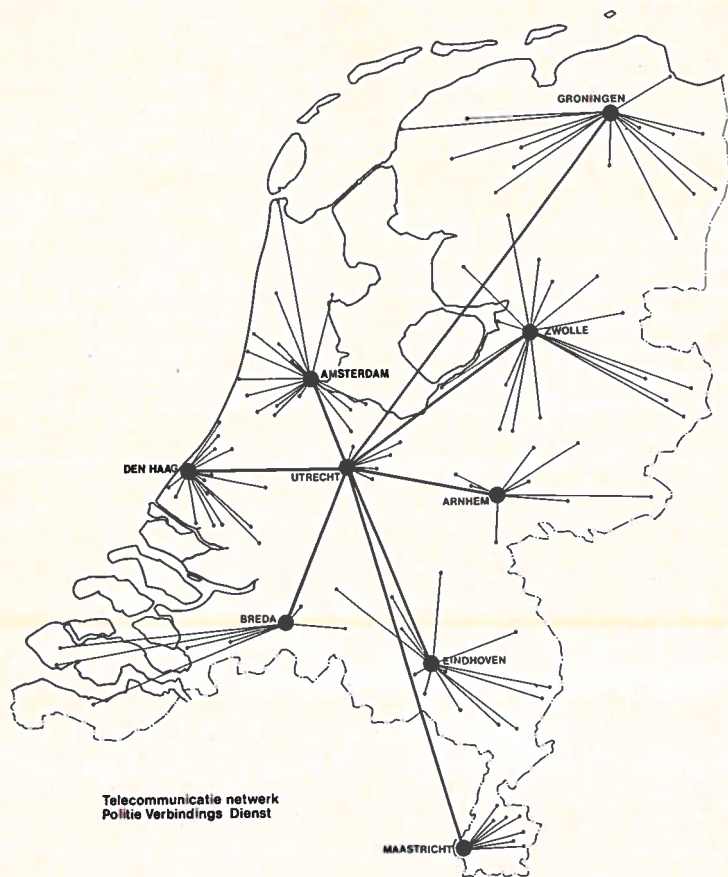 GRONINGEN
ZWOLLE
AMSTERDAM
DEN HAAG
UTRECHT
ARNHEM
BREDA
EINDHOVEN
Telecommunicatie netwerk
Politie Verbindings Dienst
MAASTRICHT